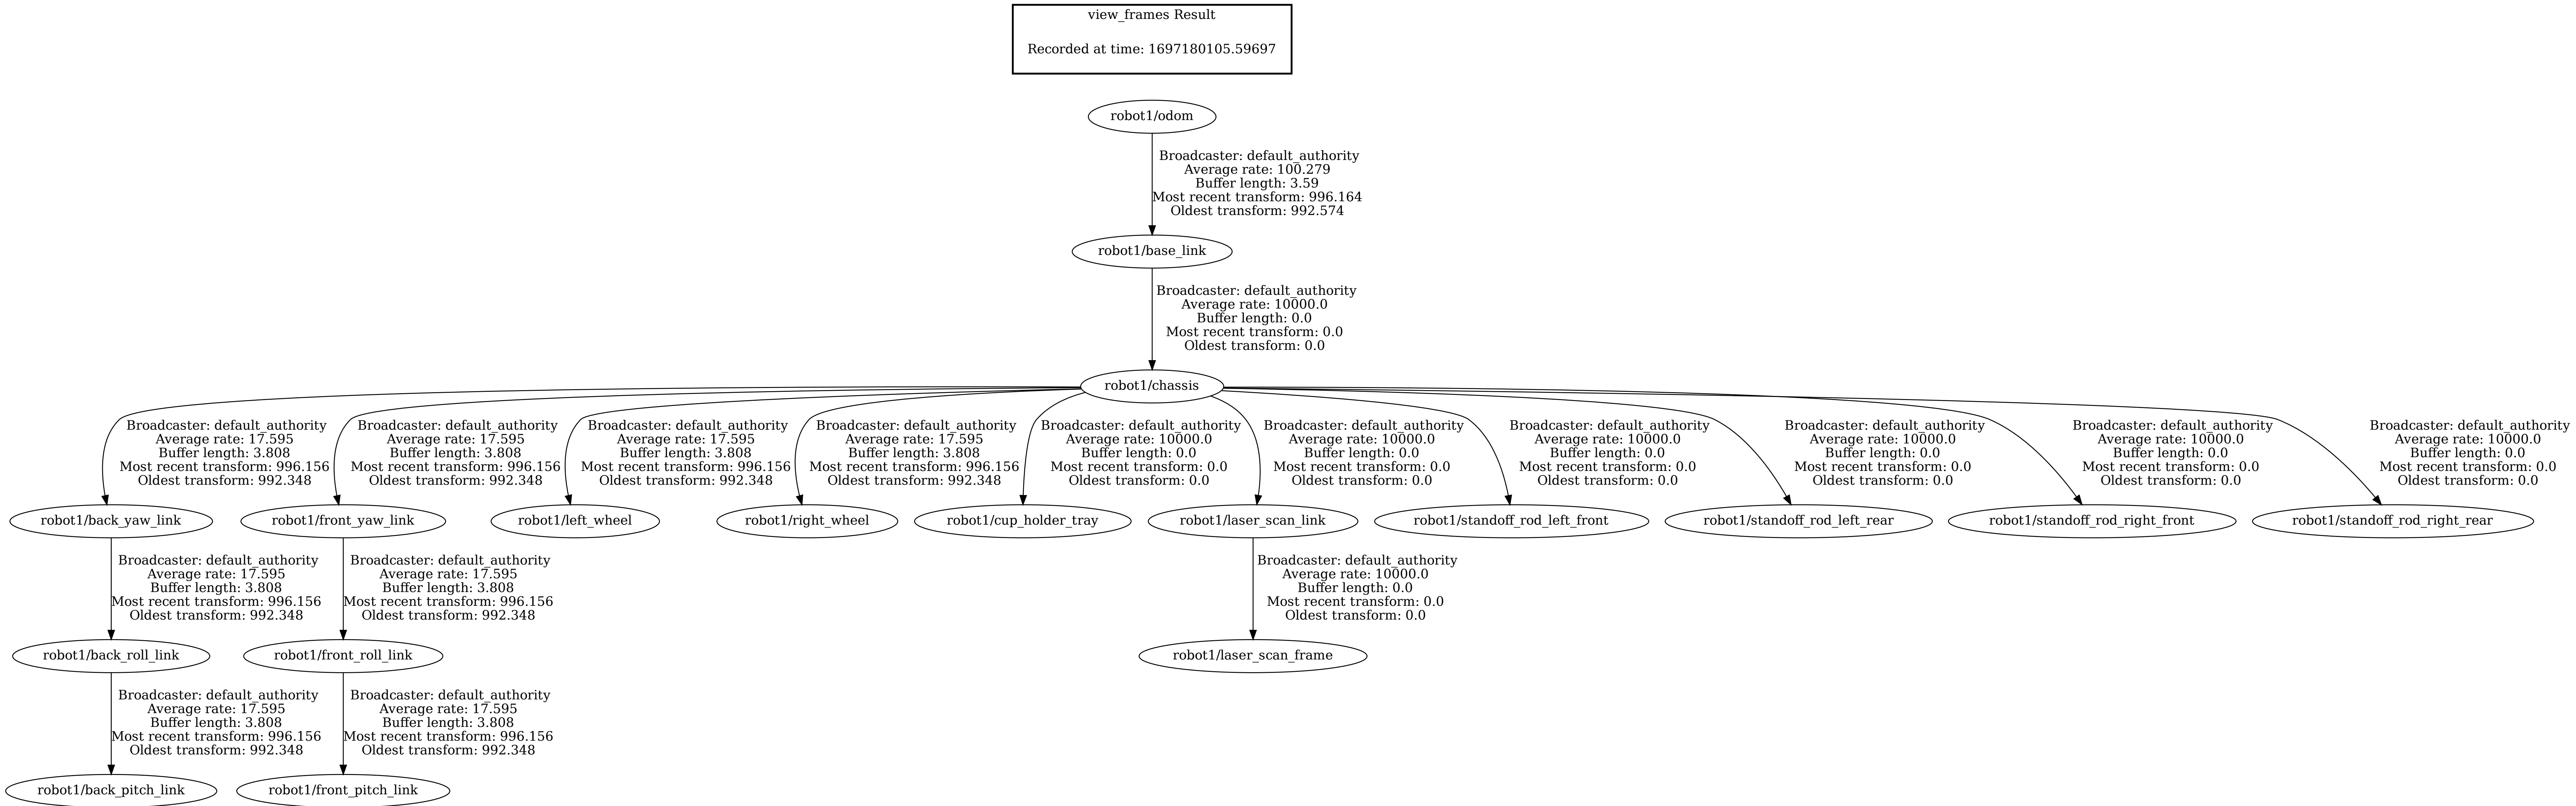 view_frames Result
Recorded at time: 1697180105.59697
robot1/odom
Broadcaster: default_authority
Average rate: 100.279
Buffer length: 3.59
Most recent transform: 996.164
Oldest transform: 992.574
robot1/base_link
Broadcaster: default_authority
Average rate: 10000.0
Buffer length: 0.0
Most recent transform: 0.0
Oldest transform: 0.0
robot1/chassis
Broadcaster: default_authority
Average rate: 17.595
Buffer length: 3.808
Most recent transform: 996.156
Oldest transform: 992.348
Broadcaster: default_authority
Average rate: 17.595
Buffer length: 3.808
Most recent transform: 996.156
Oldest transform: 992.348
Broadcaster: default_authority
Average rate: 17.595
Buffer length: 3.808
Most recent transform: 996.156
Oldest transform: 992.348
Broadcaster: default_authority
Average rate: 17.595
Buffer length: 3.808
Most recent transform: 996.156
Oldest transform: 992.348
Broadcaster: default_authority
Average rate: 10000.0
Buffer length: 0.0
Most recent transform: 0.0
Oldest transform: 0.0
Broadcaster: default_authority
Average rate: 10000.0
Buffer length: 0.0
Most recent transform: 0.0
Oldest transform: 0.0
Broadcaster: default_authority
Average rate: 10000.0
Buffer length: 0.0
Most recent transform: 0.0
Oldest transform: 0.0
Broadcaster: default_authority
Average rate: 10000.0
Buffer length: 0.0
Most recent transform: 0.0
Oldest transform: 0.0
Broadcaster: default_authority
Average rate: 10000.0
Buffer length: 0.0
Most recent transform: 0.0
Oldest transform: 0.0
Broadcaster: default_authority
Average rate: 10000.0
Buffer length: 0.0
Most recent transform: 0.0
Oldest transform: 0.0
robot1/back_yaw_link
robot1/front_yaw_link
robot1/left_wheel
robot1/right_wheel
robot1/cup_holder_tray
robot1/laser_scan_link
robot1/standoff_rod_left_front
robot1/standoff_rod_left_rear
robot1/standoff_rod_right_front
robot1/standoff_rod_right_rear
Broadcaster: default_authority
Average rate: 17.595
Buffer length: 3.808
Most recent transform: 996.156
Oldest transform: 992.348
Broadcaster: default_authority
Average rate: 17.595
Buffer length: 3.808
Most recent transform: 996.156
Oldest transform: 992.348
Broadcaster: default_authority
Average rate: 10000.0
Buffer length: 0.0
Most recent transform: 0.0
Oldest transform: 0.0
robot1/back_roll_link
robot1/front_roll_link
robot1/laser_scan_frame
Broadcaster: default_authority
Average rate: 17.595
Buffer length: 3.808
Most recent transform: 996.156
Oldest transform: 992.348
Broadcaster: default_authority
Average rate: 17.595
Buffer length: 3.808
Most recent transform: 996.156
Oldest transform: 992.348
robot1/back_pitch_link
robot1/front_pitch_link